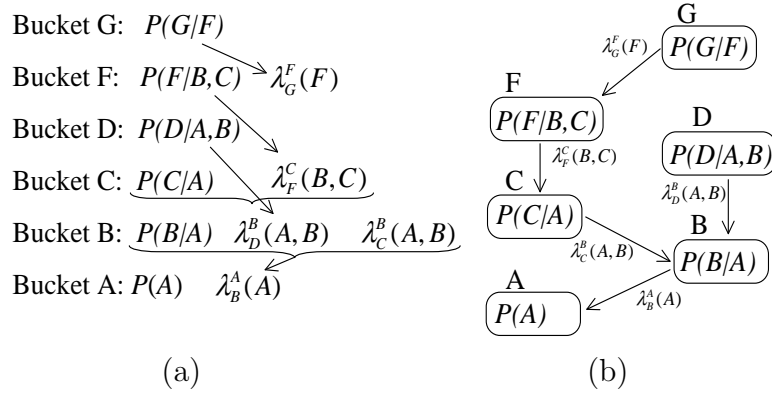 Bucket G: P(G/F)
Bucket F: P(F/B,C) λ_G^F(F)
Bucket D: P(D/A,B)
Bucket C: P(C/A) λ_F^C(B,C)
Bucket B: P(B/A) λ_D^B(A,B) λ_C^B(A,B)
Bucket A: P(A) λ_B^A(A)
(a)
G
P(G/F)
λ_G^F(F)
F
P(F/B,C)
D
P(D/A,B)
λ_F^C(B,C)
C
P(C/A)
λ_D^B(A,B)
B
P(B/A)
λ_C^B(A,B)
A
P(A)
λ_B^A(A)
(b)